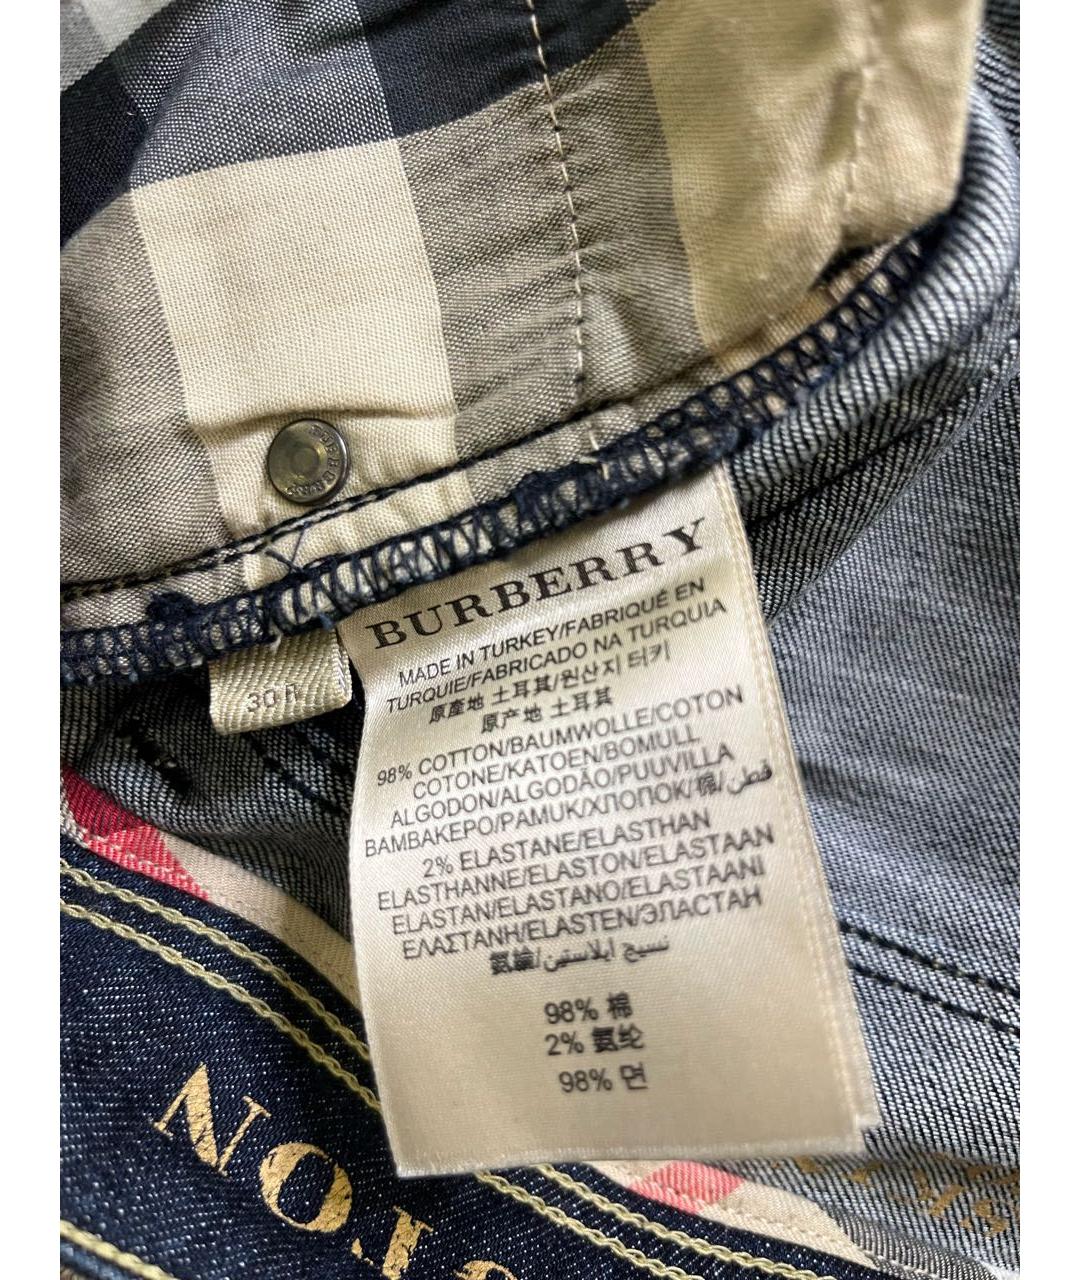 BURBERRY
MADE IN TURKEY/FABRIQUÉ EN
TURQUIE/FABRICADO NA TURQUIA
原產地 土耳其/원산지 터키
原产地 土耳其
98% COTTON/BAUMWOLLE/COTON
COTONE/KATOEN/BOMULL
ALGODON/ALGODÃO/PUUVILLA
BAMBAKEPO/PAMUK/ХЛОПОК/棉/قطن
2% ELASTANE/ELASTHAN
ELASTHANNE/ELASTON/ELASTAAN
ELASTAN/ELASTANO/ELASTAANI
ΕΛΑΣΤΑΝΗ/ELASTEN/ЭЛАСТАН
氨綸/نسيج ايلاستين
98% 棉
2% 氨纶
98% 면
30